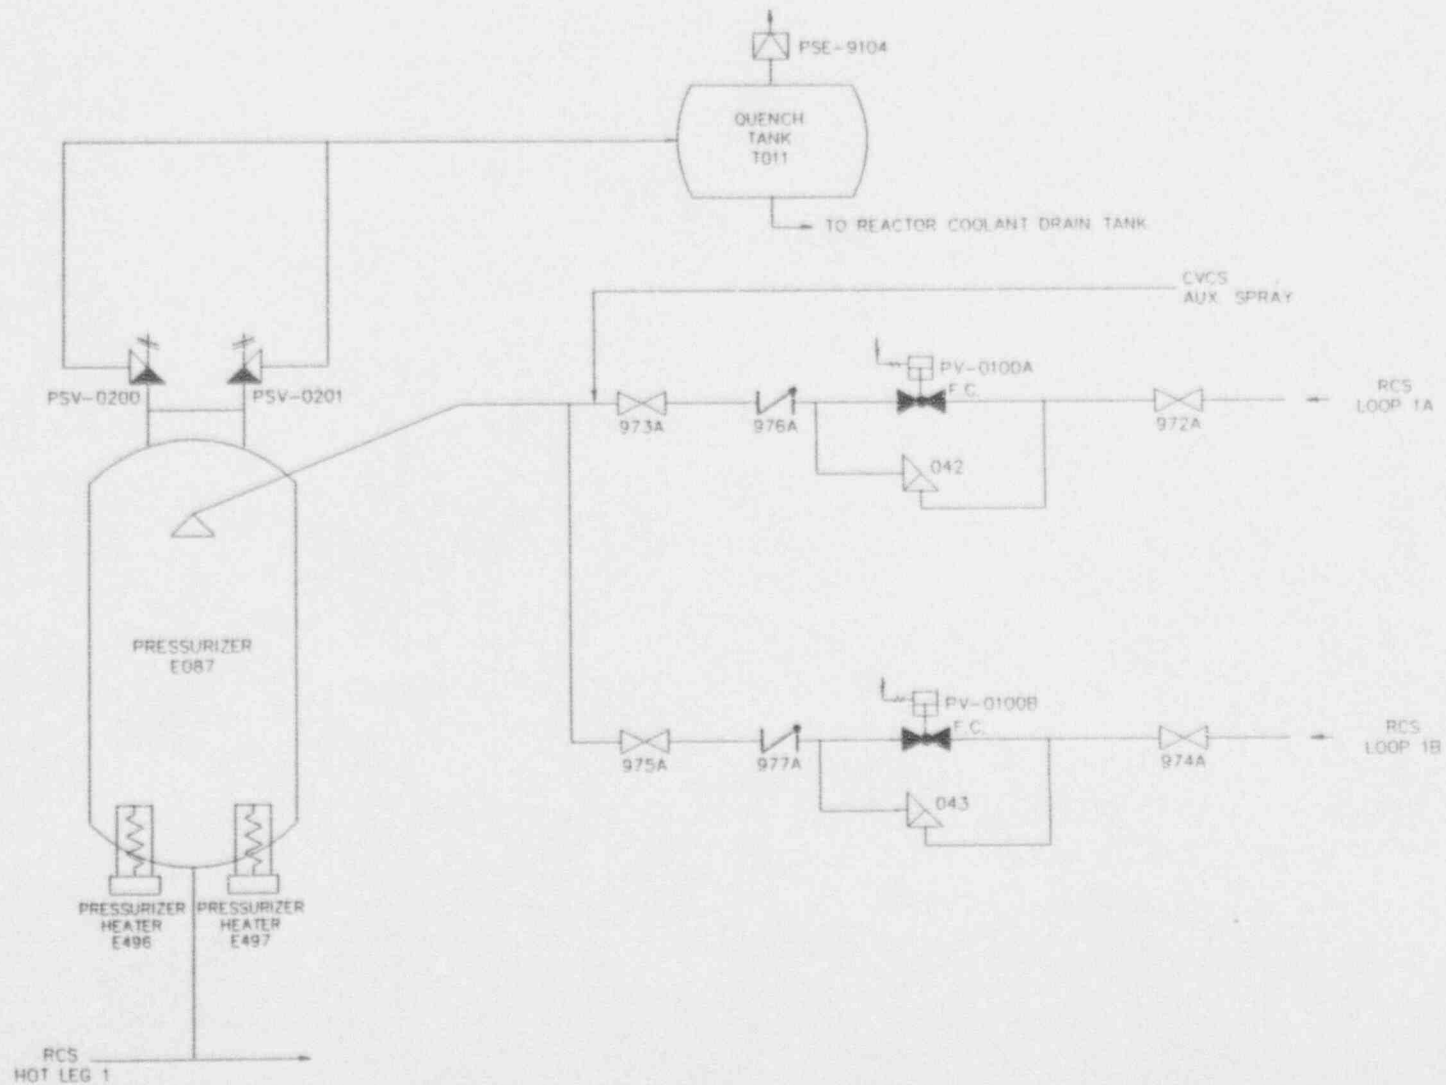 PSE-9104
QUENCH
TANK
T011
TO REACTOR COOLANT DRAIN TANK
CVCS
AUX. SPRAY
PSV-0200
PSV-0201
PV-0100A
F.C.
RCS
LOOP 1A
973A
976A
972A
042
PRESSURIZER
E087
PV-0100B
F.C.
RCS
LOOP 1B
975A
977A
974A
043
PRESSURIZER
HEATER
E496
PRESSURIZER
HEATER
E497
RCS
HOT LEG 1